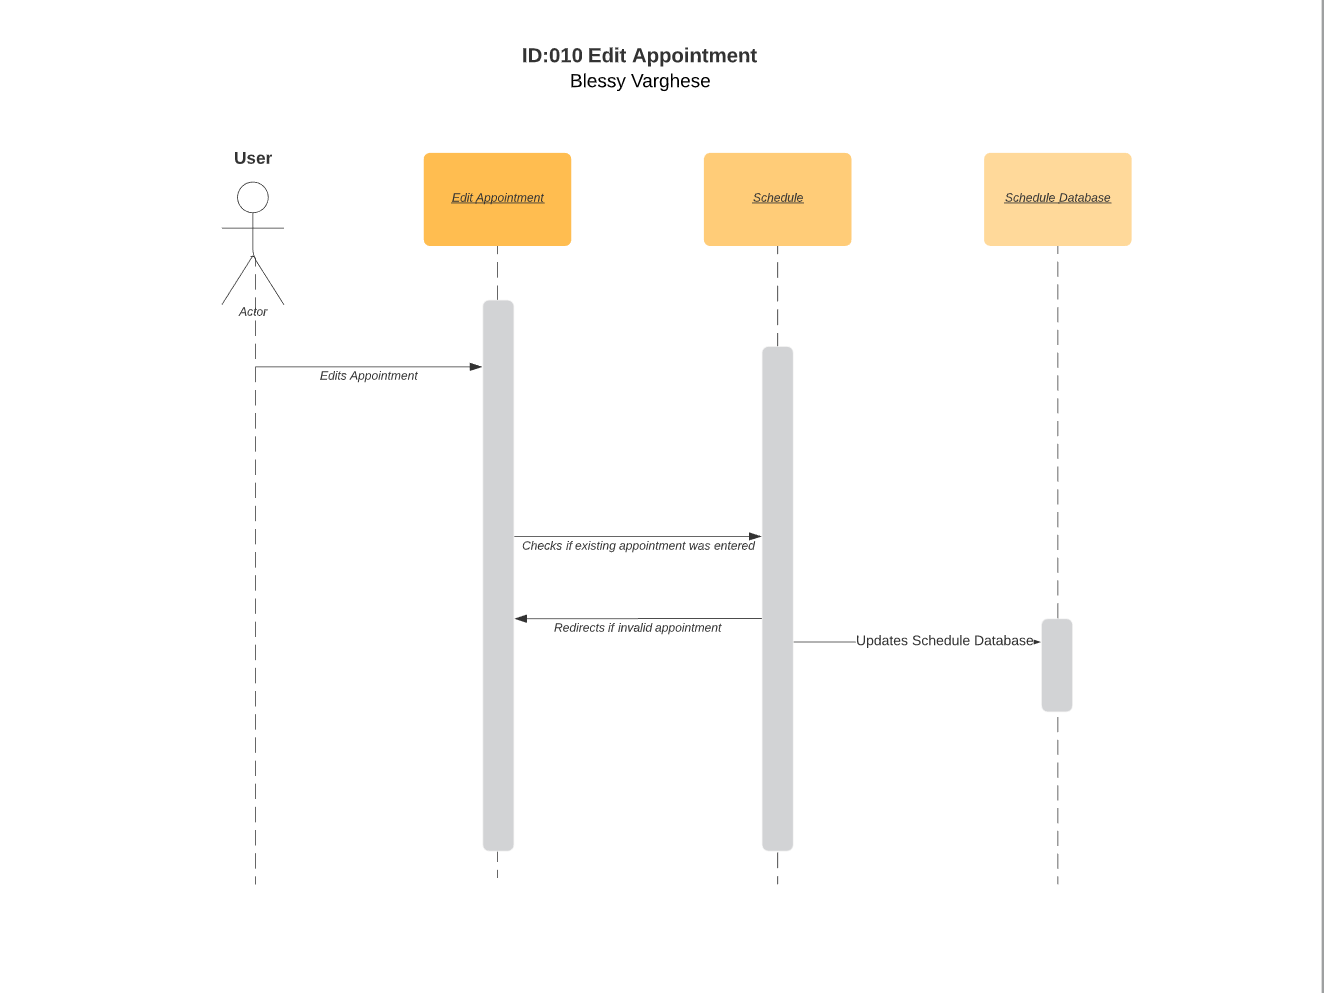 ID:010 Edit Appointment
Blessy Varghese
User
Edit Appointment
Schedule
Schedule Database
Actor
Edits Appointment
Checks if existing appointment was entered
Redirects if invalid appointment
Updates Schedule Database